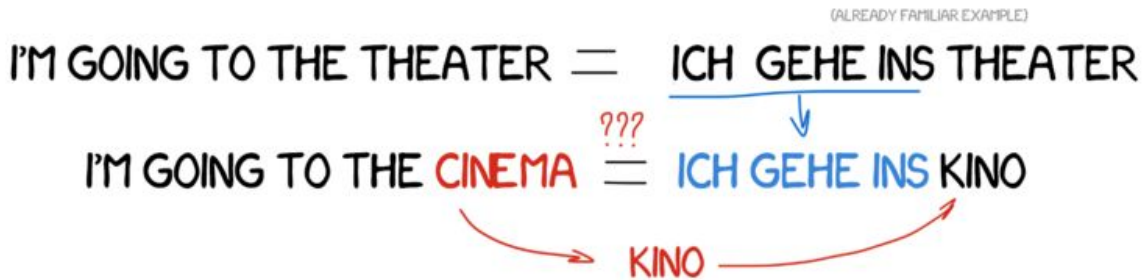 (ALREADY FAMILIAR EXAMPLE)
I'M GOING TO THE THEATER = ICH GEHE INS THEATER
???
I'M GOING TO THE CINEMA = ICH GEHE INS KINO
KINO